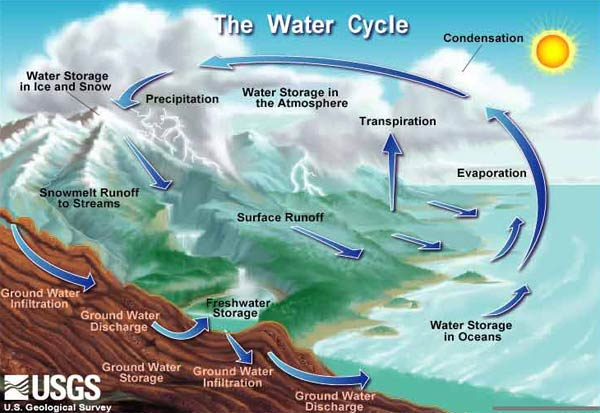 The Water Cycle
Condensation
Water Storage
in Ice and Snow
Precipitation
Water Storage in
the Atmosphere
Transpiration
Evaporation
Snowmelt Runoff
to Streams
Surface Runoff
Ground Water
Infiltration
Ground Water
Discharge
Freshwater
Storage
Water Storage
in Oceans
Ground Water
Storage
Ground Water
Infiltration
Ground Water
Discharge
USGS
U.S. Geological Survey